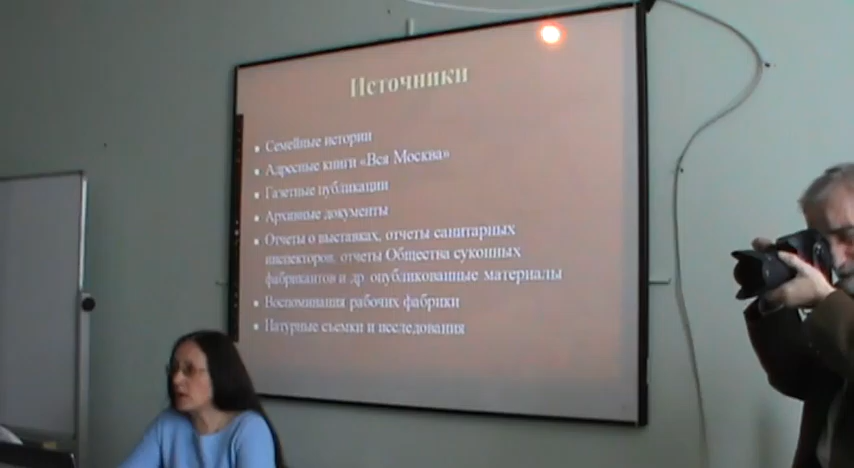 Источники
Семейные истории
Адресные книги «Вся Москва»
Газетные публикации
Архивные документы
Отчеты о выставках, отчеты санитарных
инспекторов, отчеты Общества суконных
фабрикантов и др. опубликованные материалы
Воспоминания рабочих фабрики
Натурные съемки и исследования